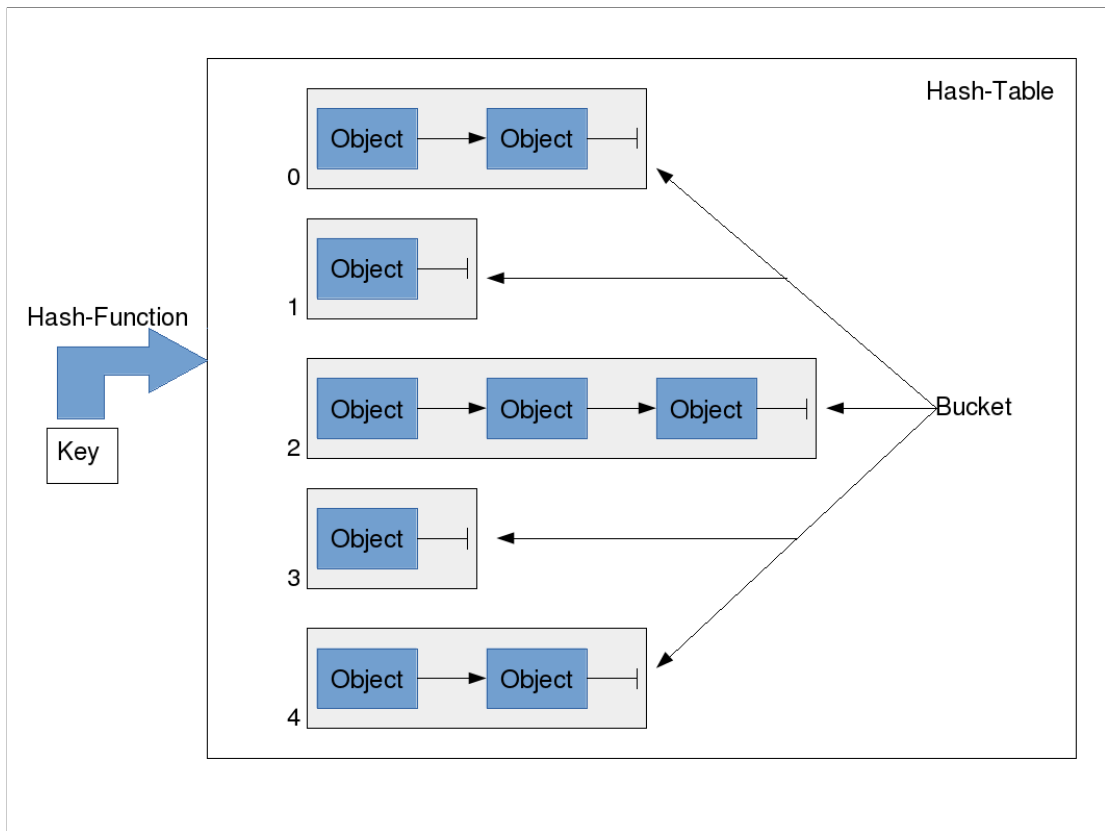 Hash-Table
Object Object
0
Object
1
Hash-Function
Object Object Object
Bucket
2
Key
Object
3
Object Object
4